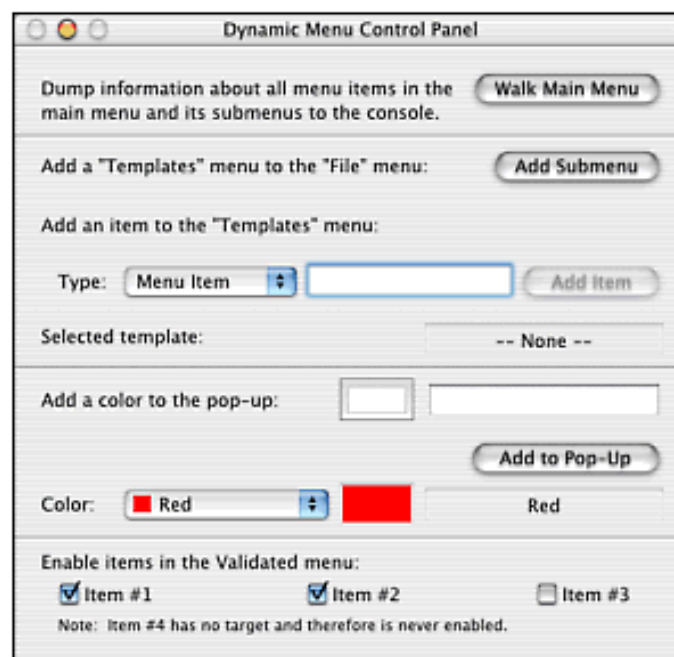 Dynamic Menu Control Panel
Dump information about all menu items in the Walk Main Menu
main menu and its submenus to the console.
Add a "Templates" menu to the "File" menu: Add Submenu
Add an item to the "Templates" menu:
Type: Menu Item Add Item
Selected template: -- None --
Add a color to the pop-up:
Add to Pop-Up
Color: Red Red
Enable items in the Validated menu:
Item #1 Item #2 Item #3
Note: Item #4 has no target and therefore is never enabled.